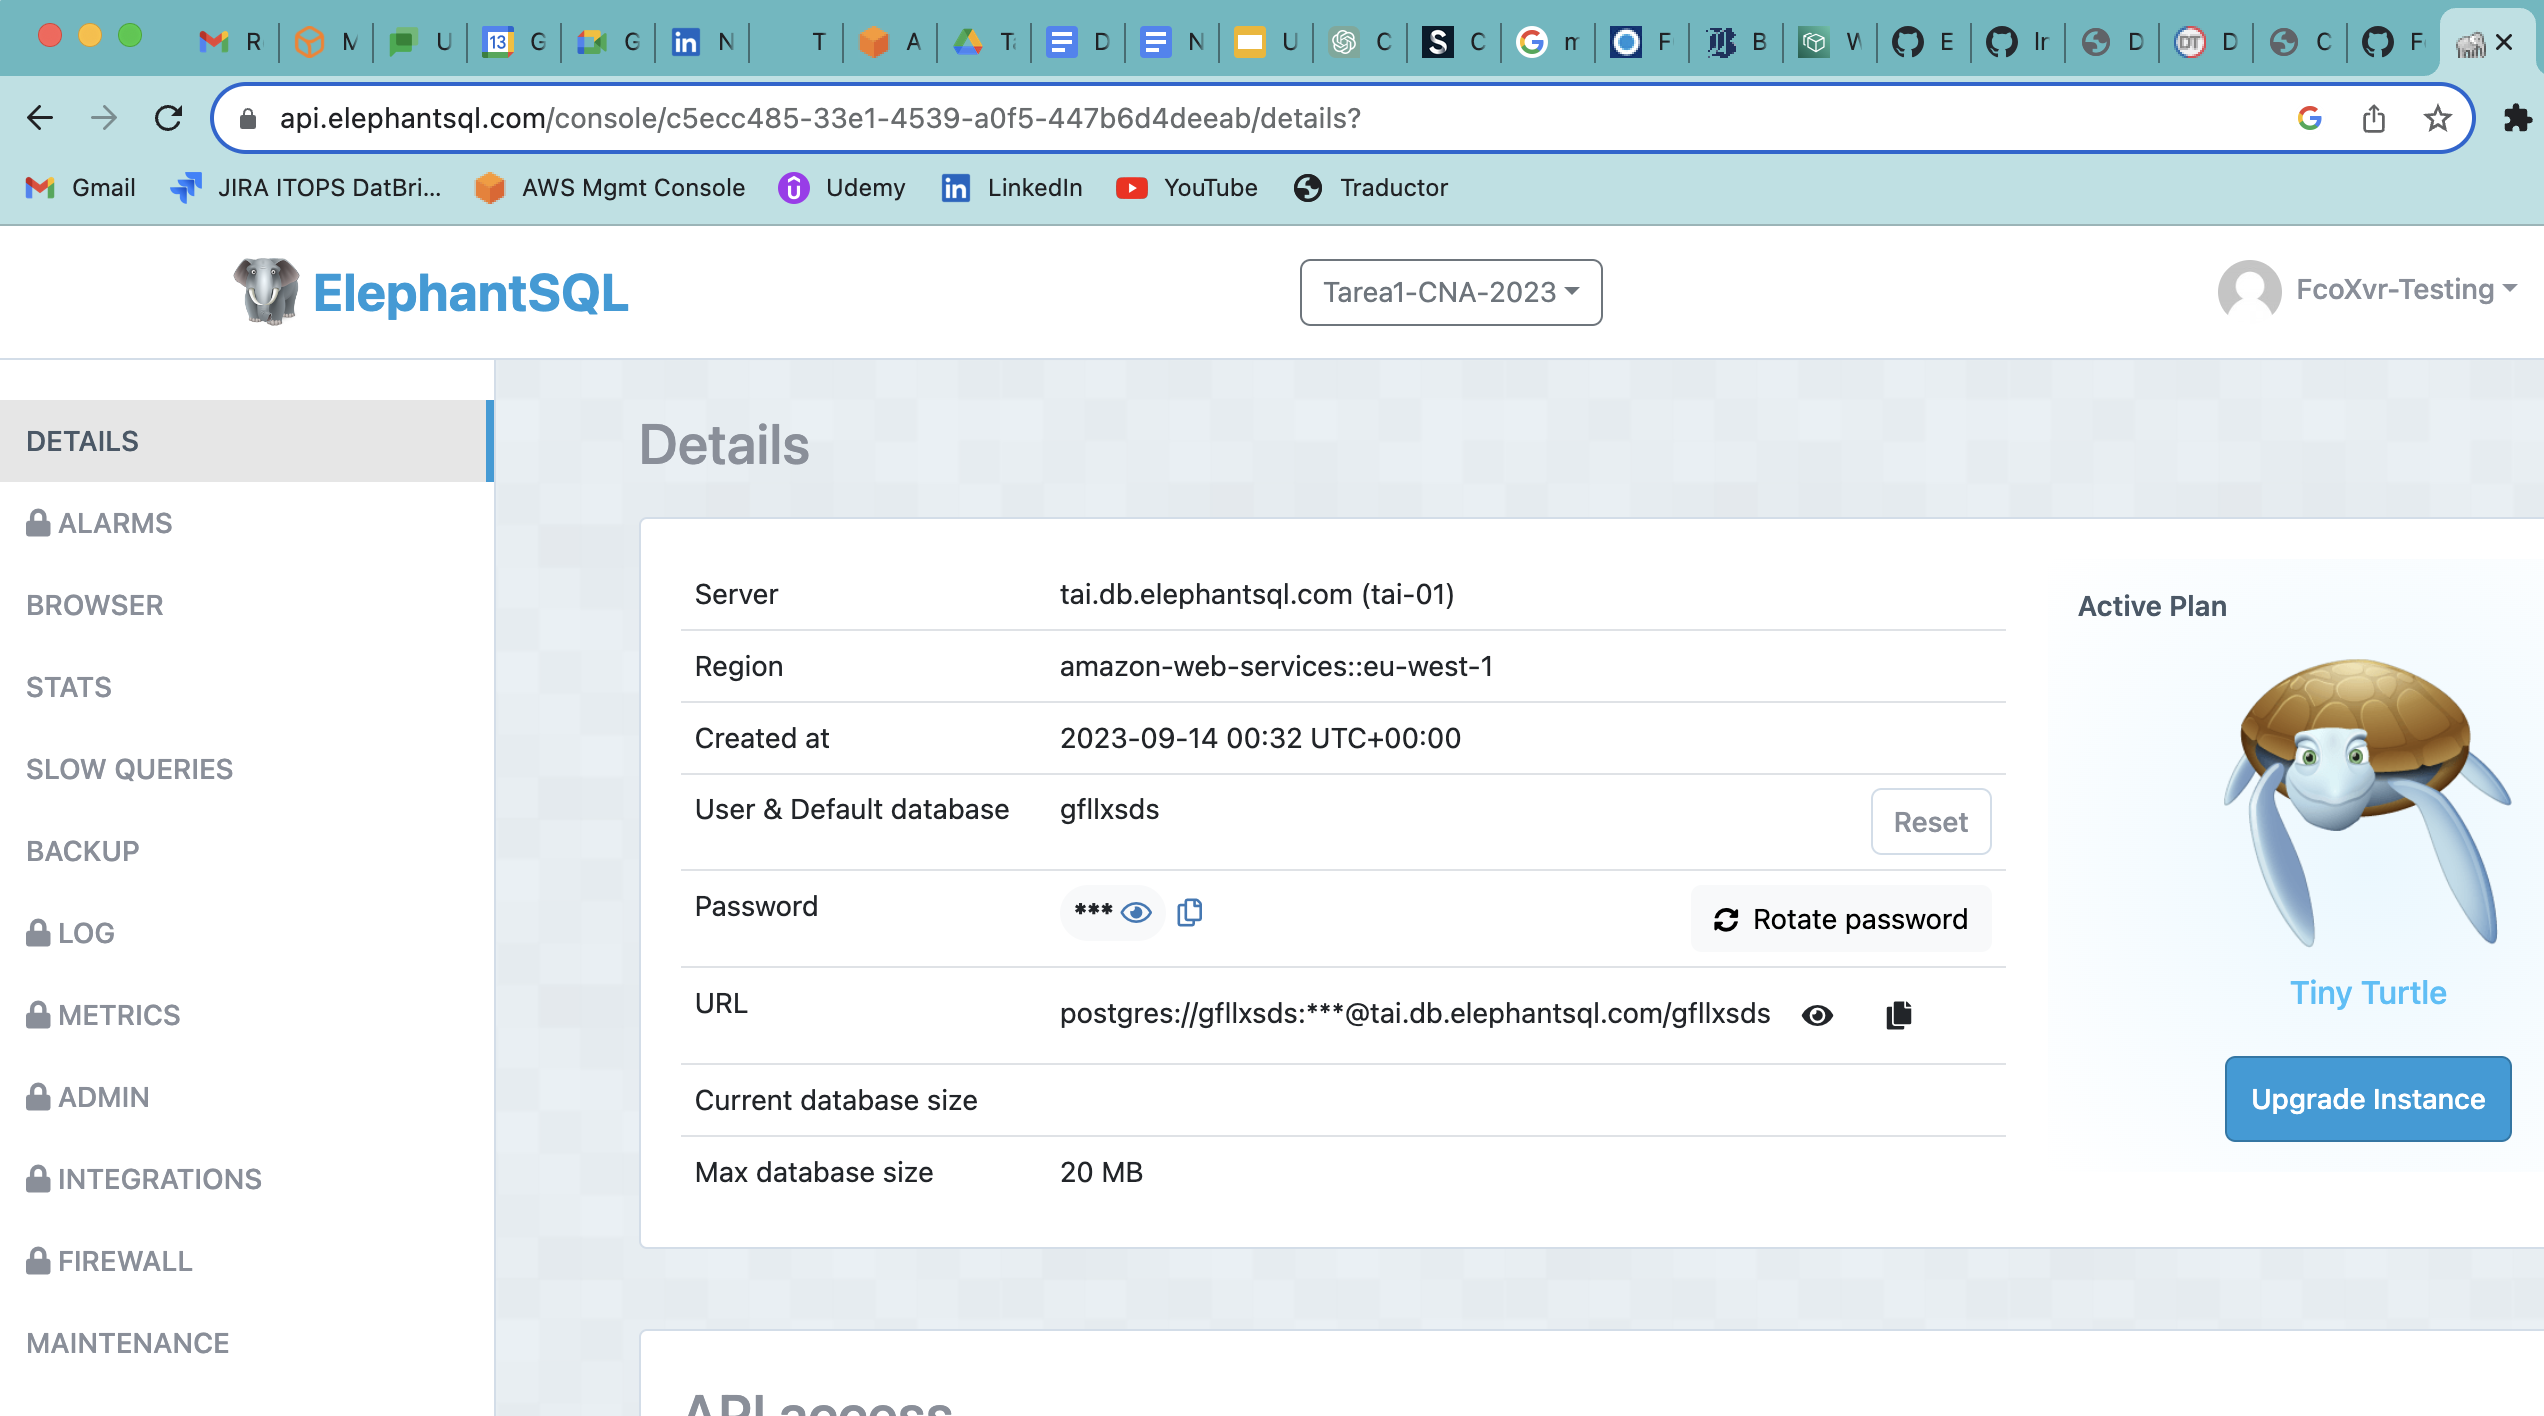 R M U 13 G G in N T A Ta D N U C S C m F B W E In D DT D C F
api.elephantsql.com/console/c5ecc485-33e1-4539-a0f5-447b6d4deeab/details?
Gmail JIRA ITOPS DatBri... AWS Mgmt Console Udemy in LinkedIn YouTube Traductor
ElephantSQL
Tarea1-CNA-2023
FcoXvr-Testing
DETAILS
ALARMS
BROWSER
STATS
SLOW QUERIES
BACKUP
LOG
METRICS
ADMIN
INTEGRATIONS
FIREWALL
MAINTENANCE
Details
Server tai.db.elephantsql.com (tai-01)
Region amazon-web-services::eu-west-1
Created at 2023-09-14 00:32 UTC+00:00
User & Default database gfllxsds Reset
Password *** Rotate password
URL postgres://gfllxsds:***@tai.db.elephantsql.com/gfllxsds
Current database size
Max database size 20 MB
Active Plan
Tiny Turtle
Upgrade Instance
API access